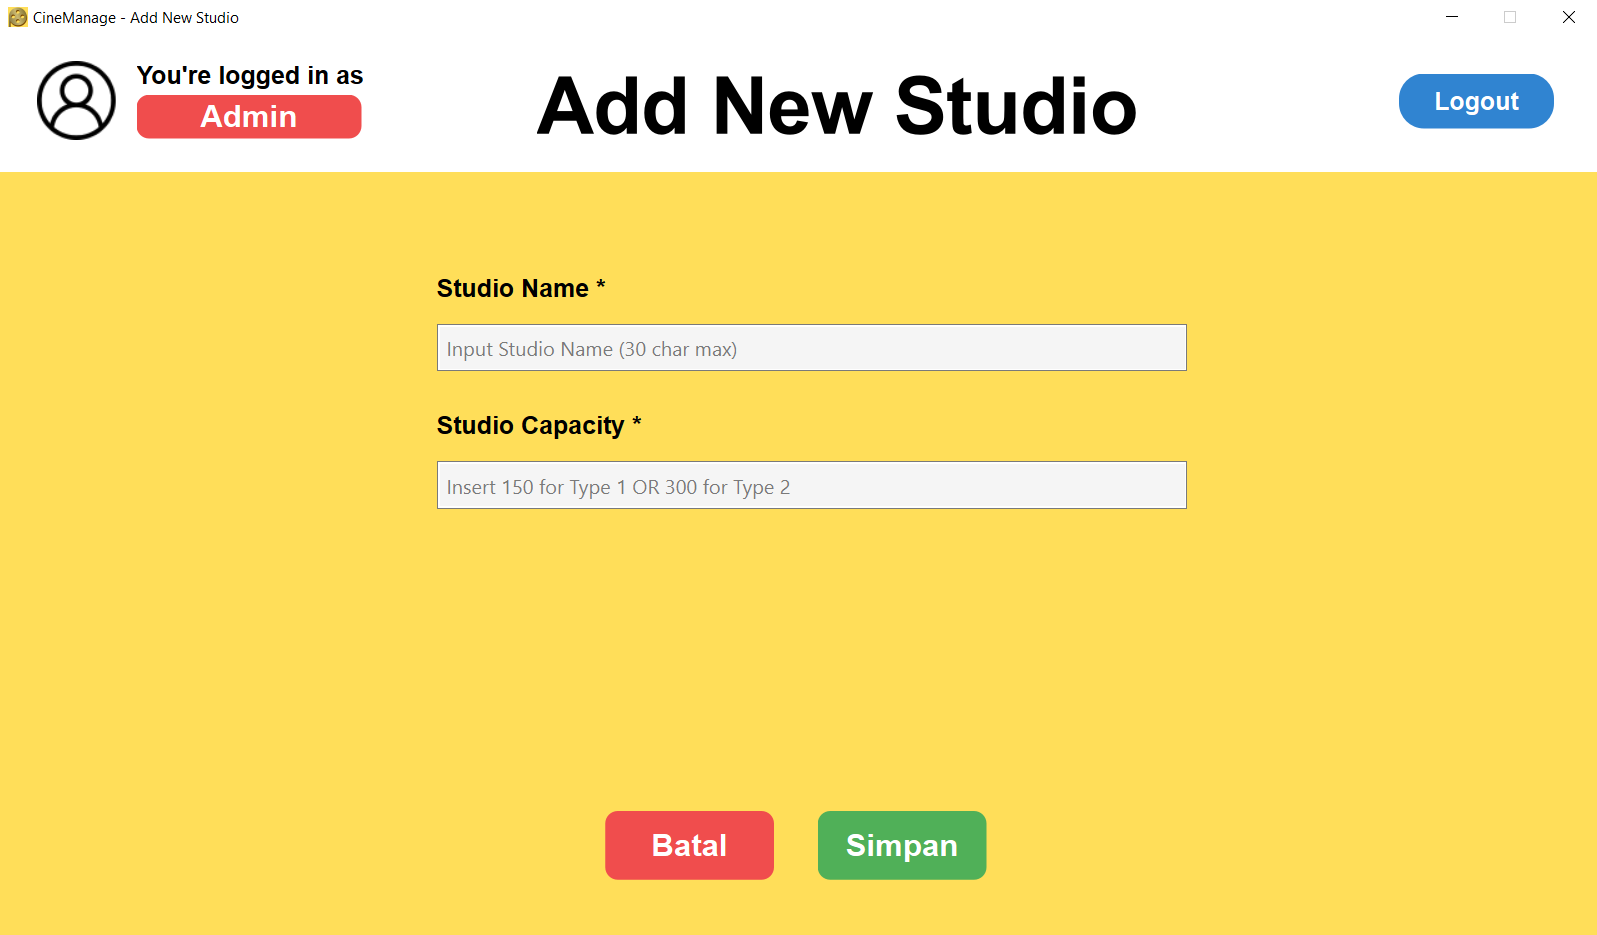 CineManage - Add New Studio
You're logged in as
Admin
Add New Studio
Logout
Studio Name *
Input Studio Name (30 char max)
Studio Capacity *
Insert 150 for Type 1 OR 300 for Type 2
Batal
Simpan